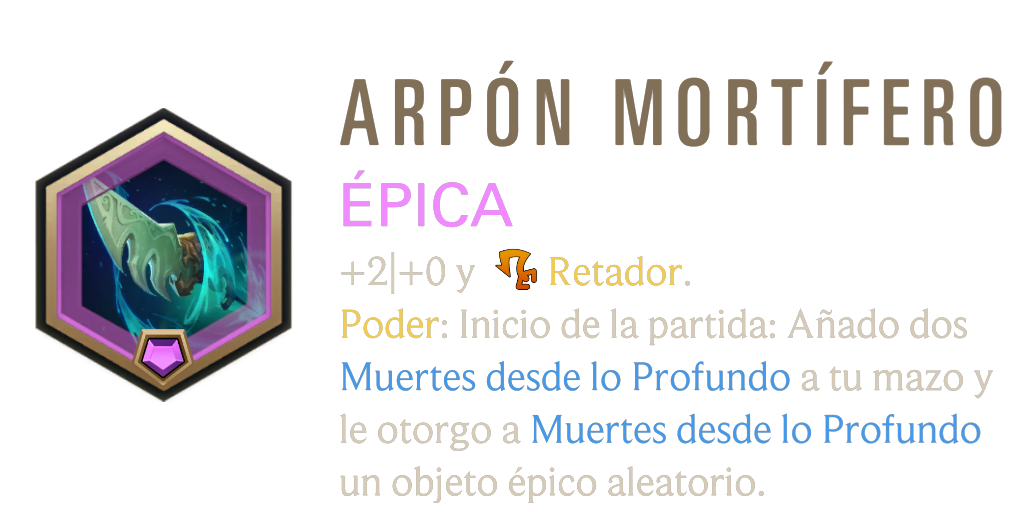 ARPÓN MORTÍFERO
ÉPICA
+2|+0 y Retador.
Poder: Inicio de la partida: Añado dos
Muertes desde lo Profundo a tu mazo y
le otorgo a Muertes desde lo Profundo
un objeto épico aleatorio.